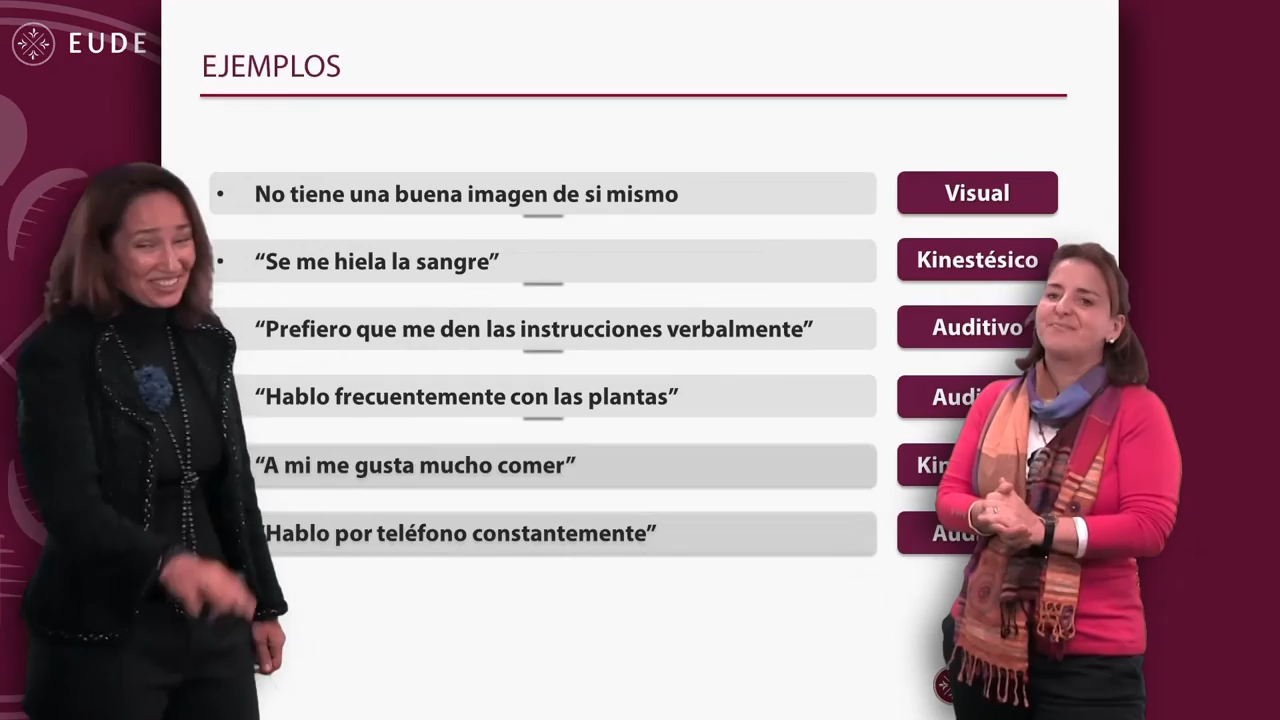 EUDE
EJEMPLOS
• No tiene una buena imagen de si mismo
Visual
• “Se me hiela la sangre”
Kinestésico
“Prefiero que me den las instrucciones verbalmente”
Auditivo
“Hablo frecuentemente con las plantas”
“A mi me gusta mucho comer”
“Hablo por teléfono constantemente”